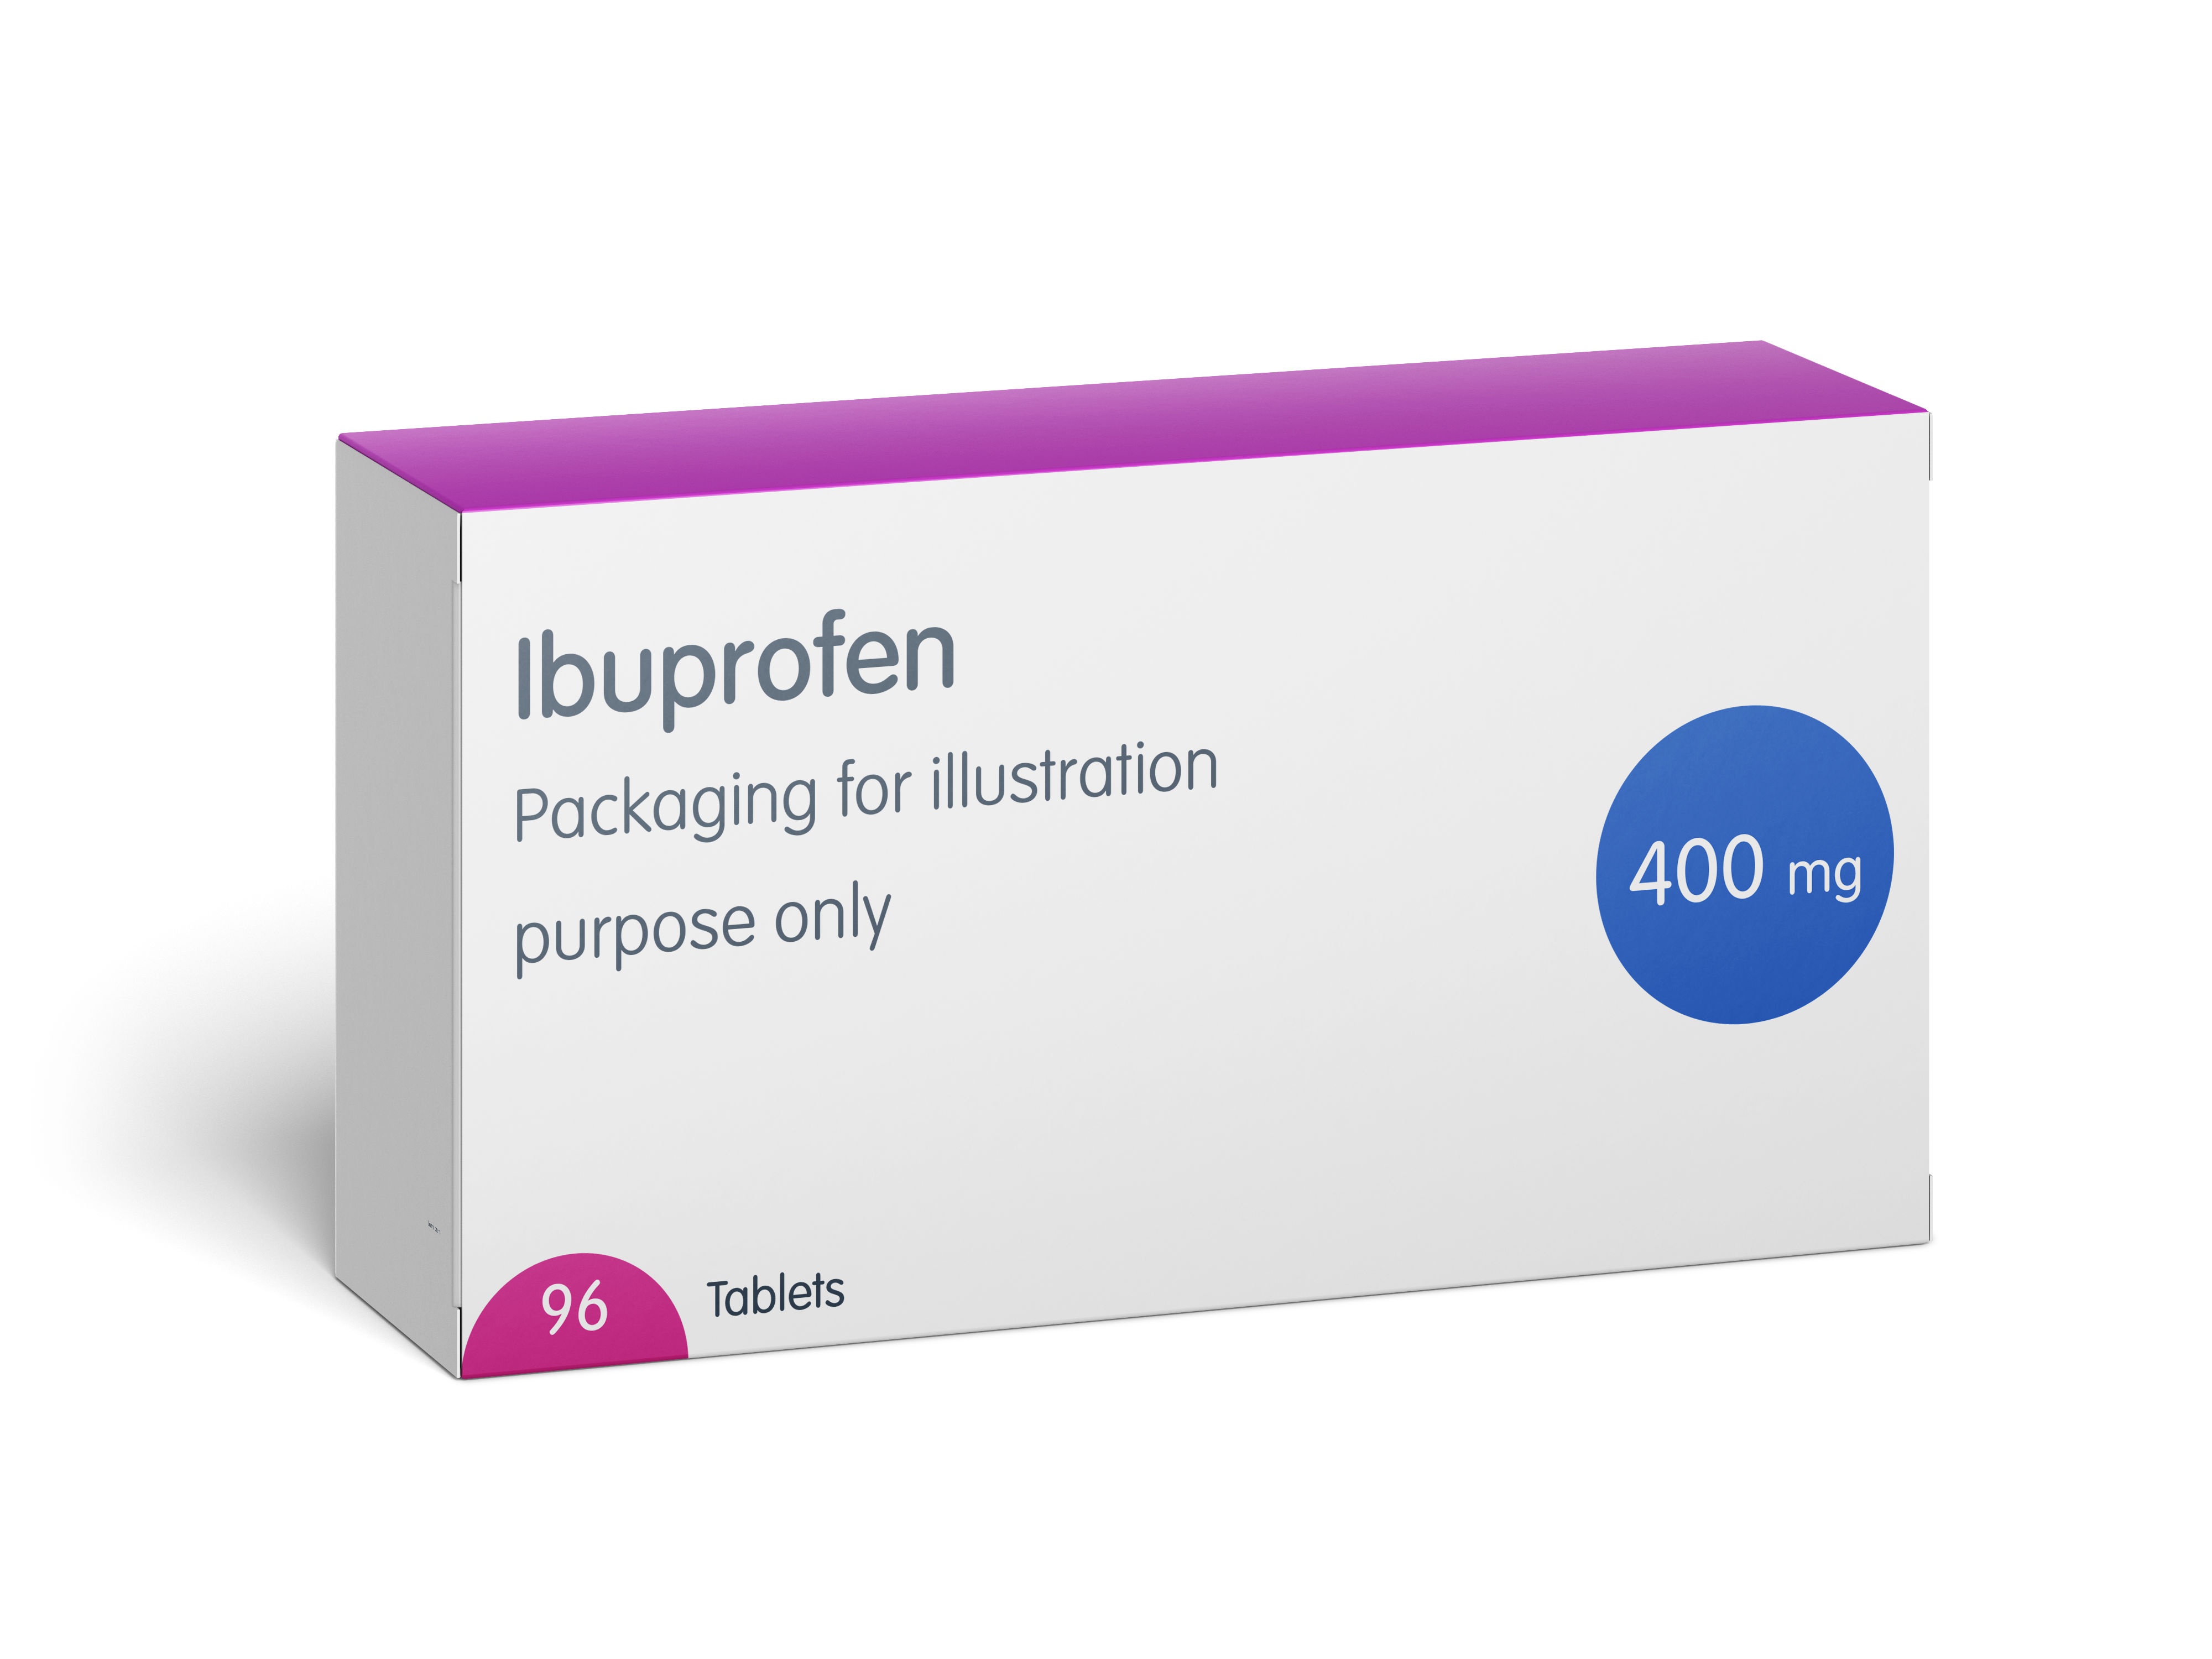 Ibuprofen
Packaging for illustration
purpose only
400 mg
96 Tablets